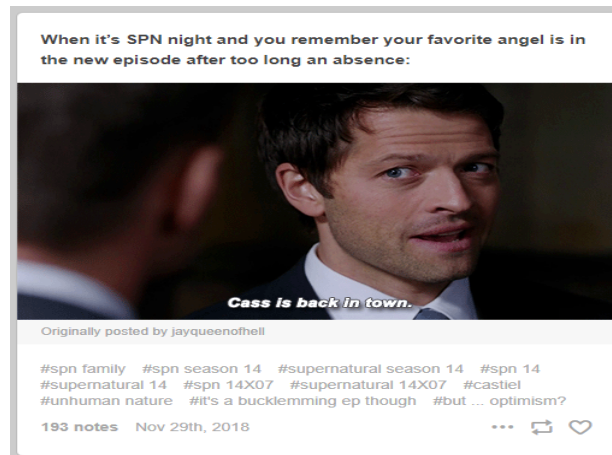 When it's SPN night and you remember your favorite angel is in
the new episode after too long an absence:
Cass is back in town.
Originally posted by jayqueenofhell
#spn family #spn season 14 #supernatural season 14 #spn 14
#supernatural 14 #spn 14X07 #supernatural 14X07 #castiel
#unhuman nature #it's a bucklemming ep though #but ... optimism?
193 notes Nov 29th, 2018